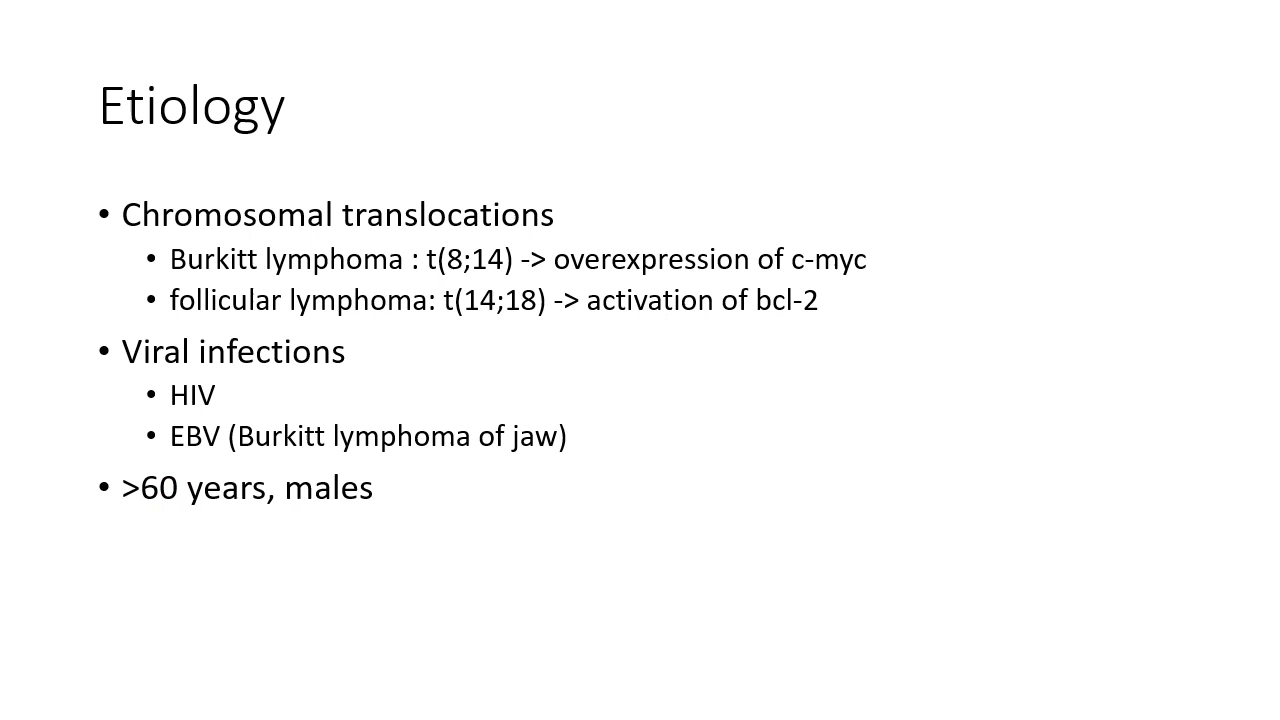 Etiology
• Chromosomal translocations
• Burkitt lymphoma : t(8;14) -> overexpression of c-myc
• follicular lymphoma: t(14;18) -> activation of bcl-2
• Viral infections
• HIV
• EBV (Burkitt lymphoma of jaw)
• >60 years, males